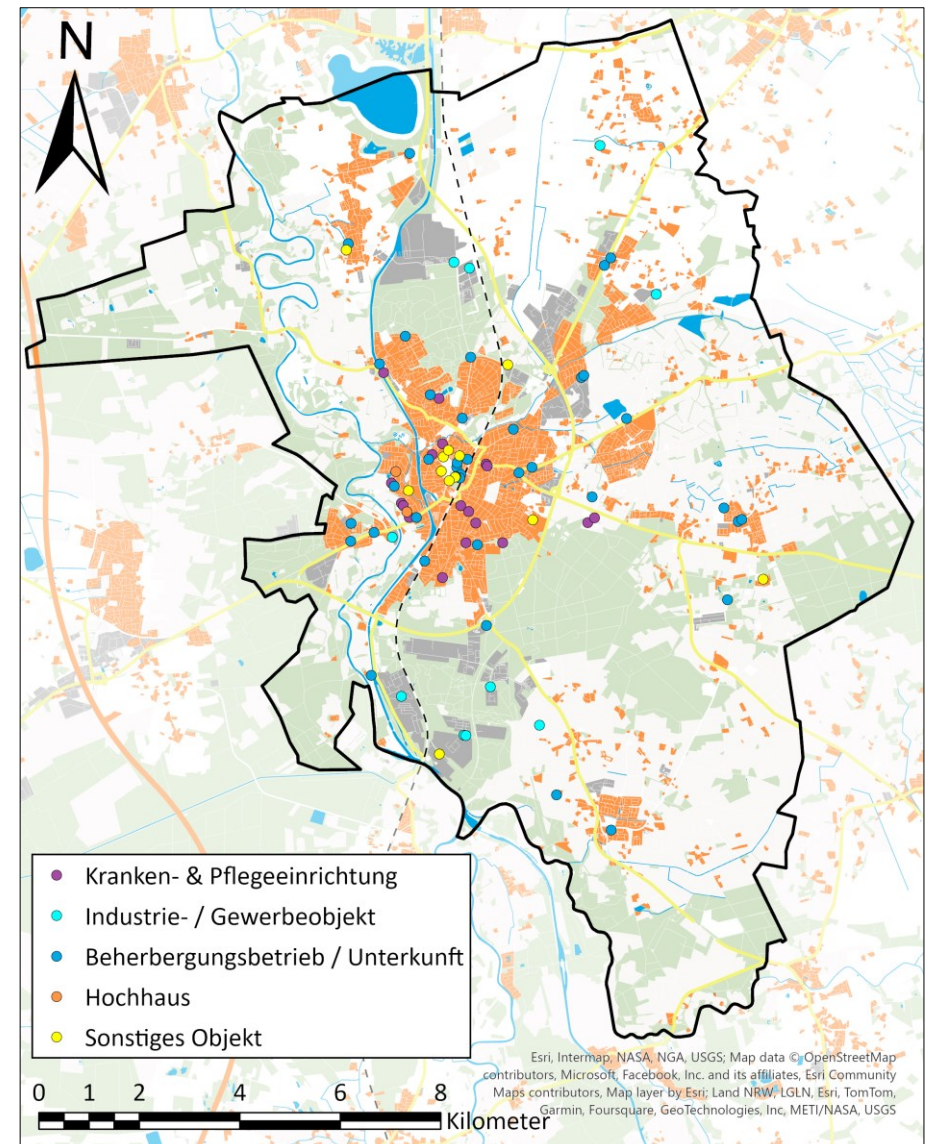 N
Kranken- & Pflegeeinrichtung
Industrie- / Gewerbeobjekt
Beherbergungsbetrieb / Unterkunft
Hochhaus
Sonstiges Objekt
Esri, Intermap, NASA, NGA, USGS; Map data © OpenStreetMap
contributors, Microsoft, Facebook, Inc. and its affiliates, Esri Community
Maps contributors, Map layer by Esri; Land NRW, LGLN, Esri, TomTom,
Garmin, Foursquare, GeoTechnologies, Inc, METI/NASA, USGS
0 1 2 4 6 8
Kilometer